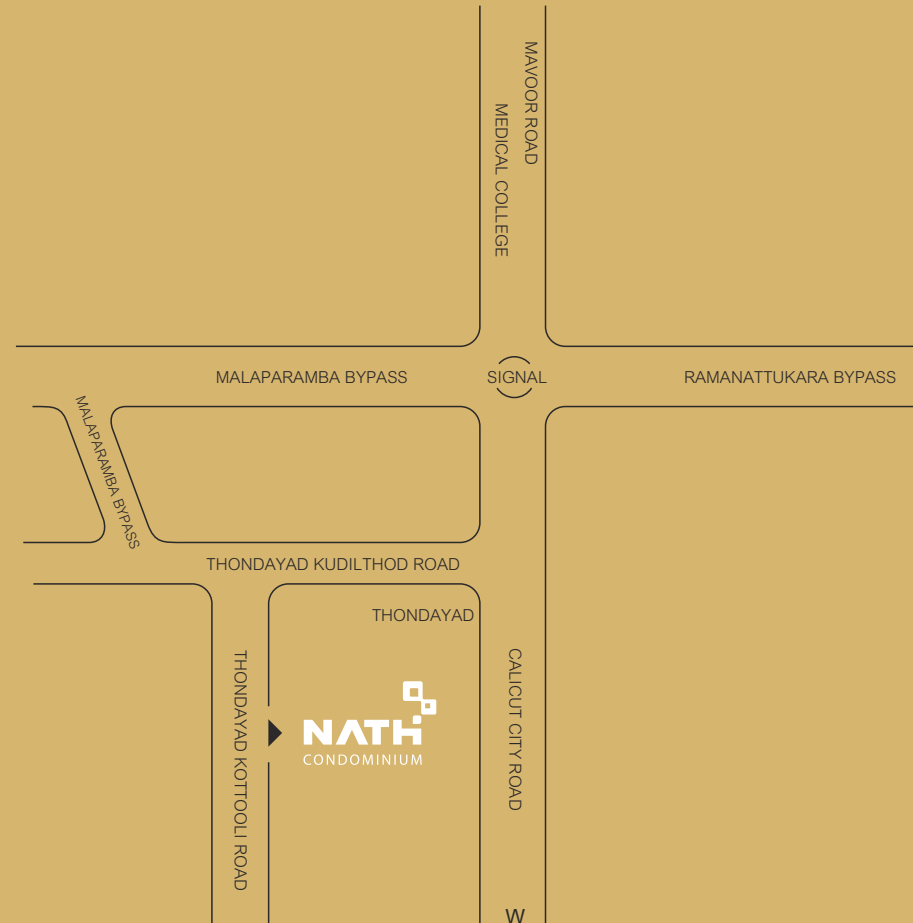 MAVOOR ROAD
MEDICAL COLLEGE
MALAPARAMBA BYPASS
SIGNAL
RAMANATTUKARA BYPASS
MALAPARAMBA BYPASS
THONDAYAD KUDILTHOD ROAD
THONDAYAD
THONDAYAD KOTTOOLI ROAD
NATH
CONDOMINIUM
CALICUT CITY ROAD
W